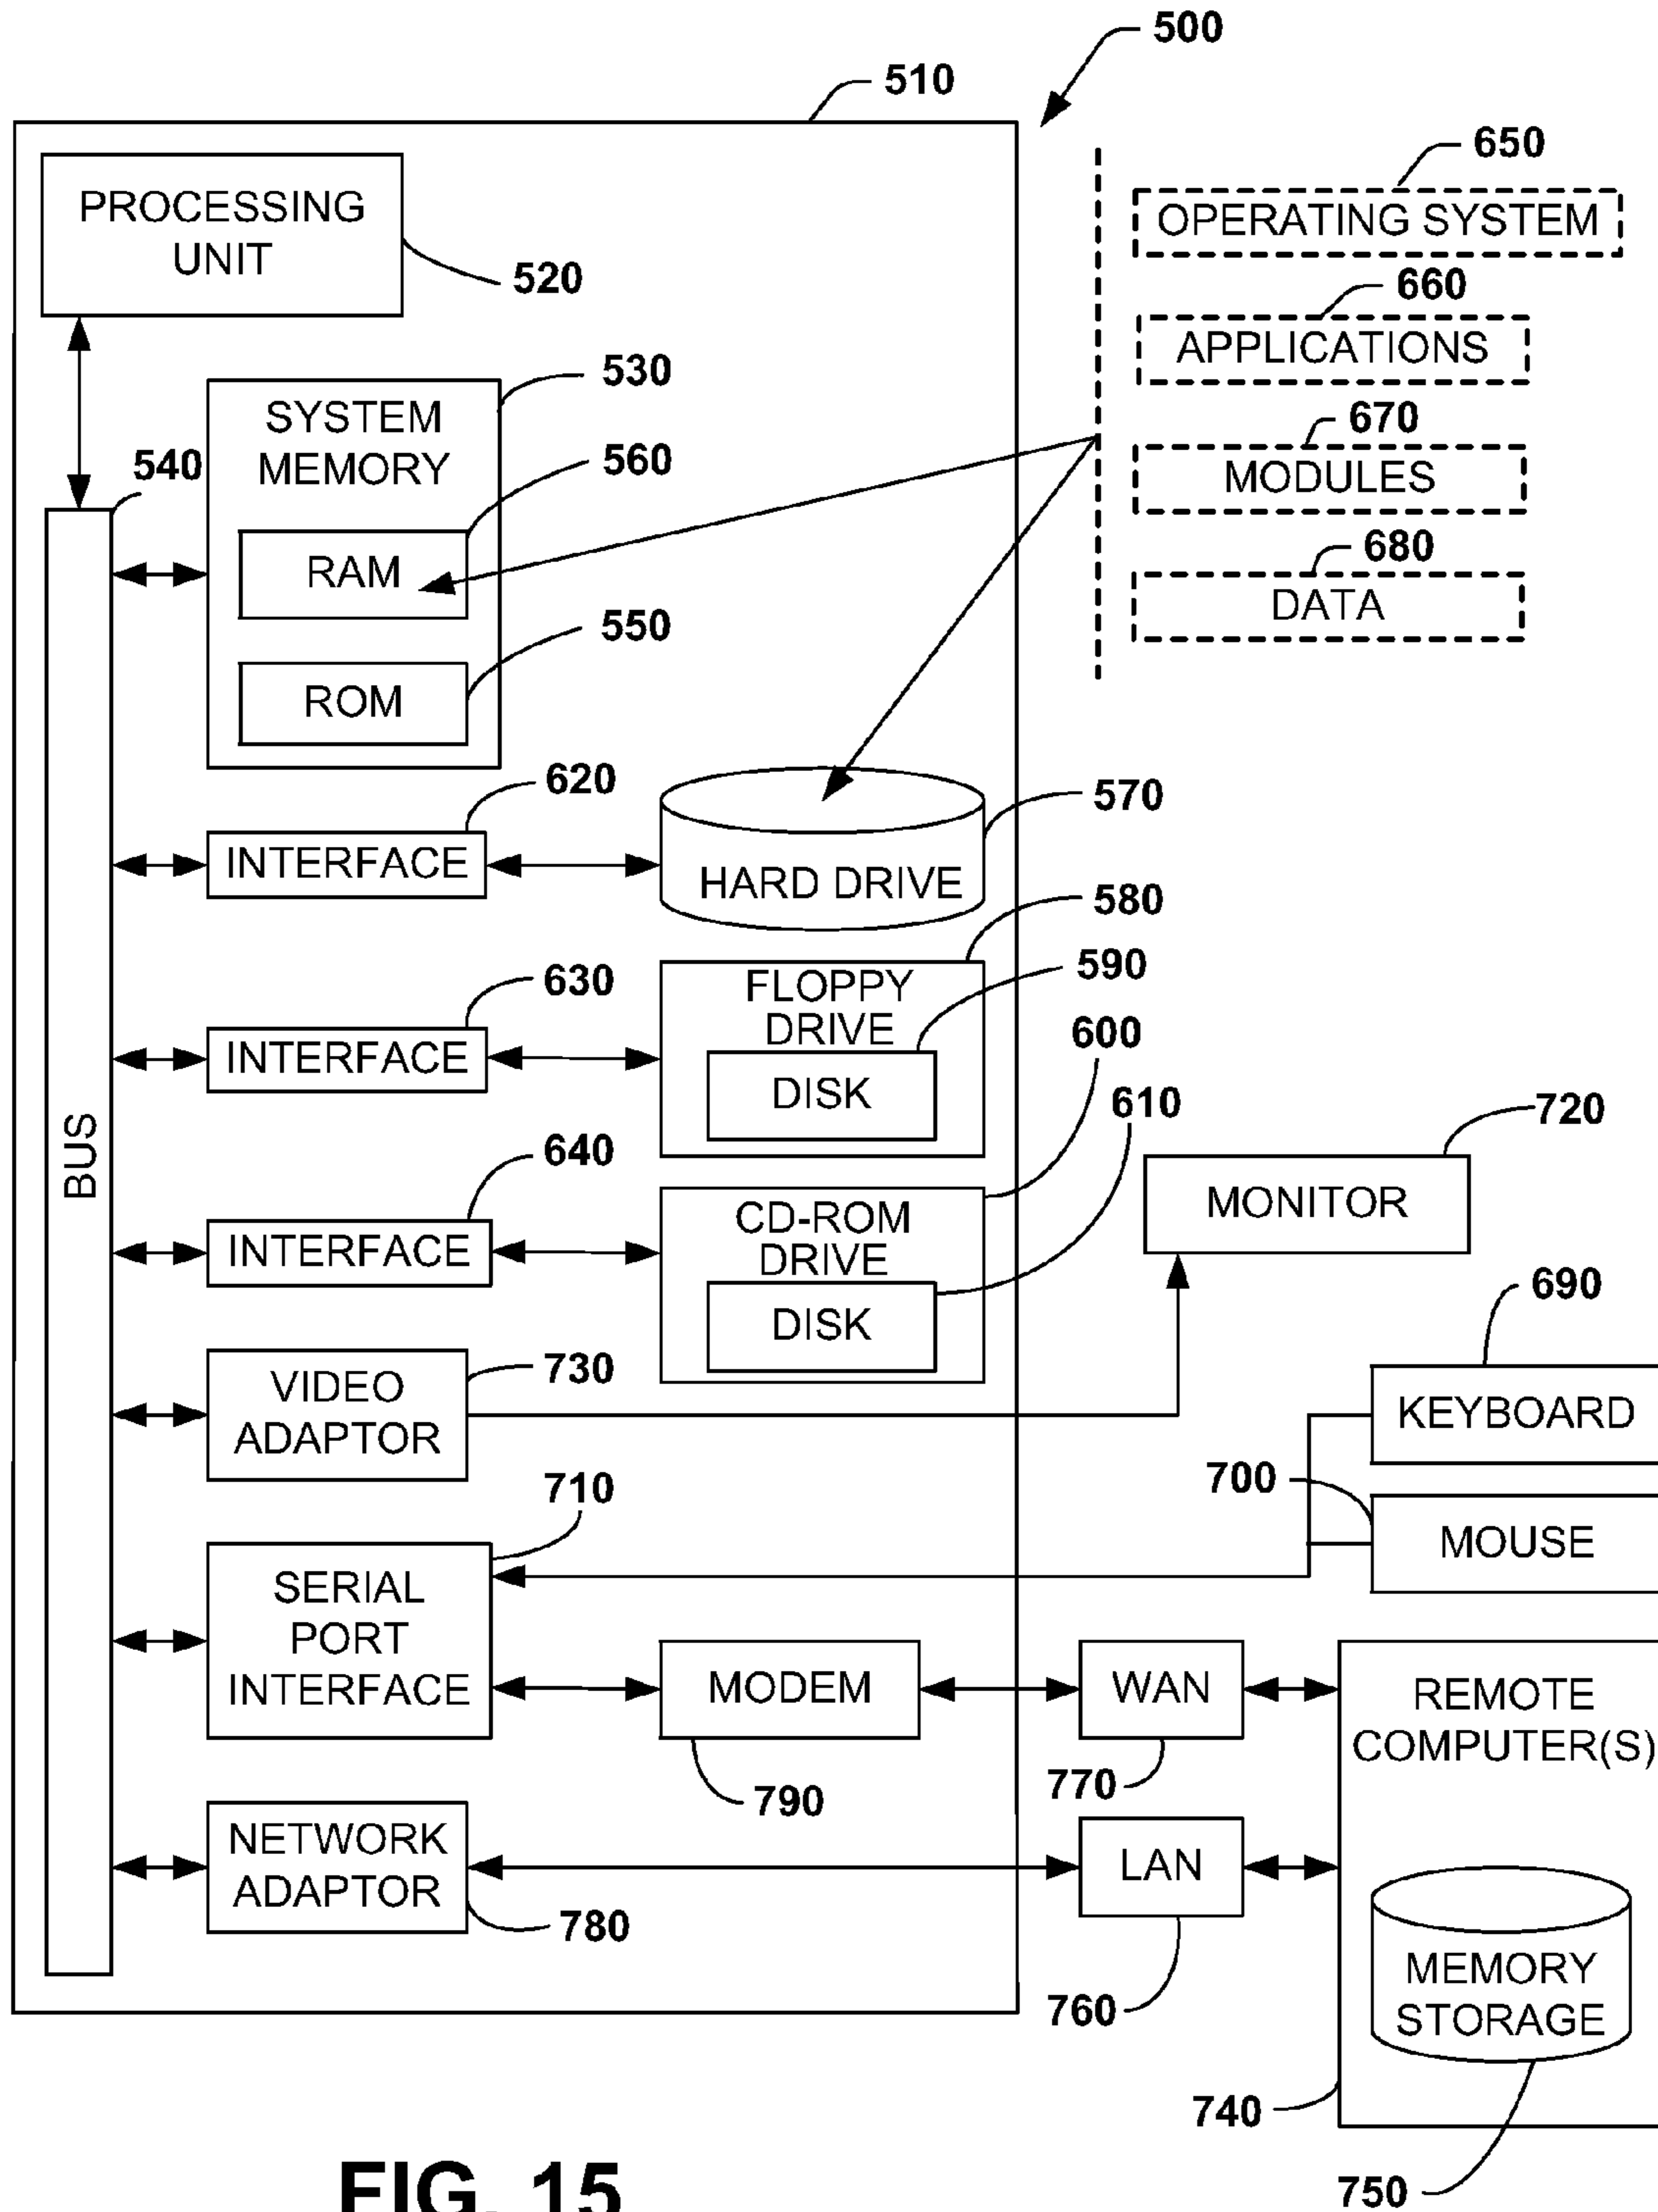 500
510
650
PROCESSING
UNIT
520
OPERATING SYSTEM
660
APPLICATIONS
530
SYSTEM
MEMORY
670
MODULES
540
560
RAM
680
DATA
550
ROM
620
INTERFACE
570
HARD DRIVE
580
630
INTERFACE
FLOPPY
DRIVE
590
DISK
600
610
BUS
640
INTERFACE
CD-ROM
DRIVE
DISK
720
MONITOR
690
KEYBOARD
730
VIDEO
ADAPTOR
700
MOUSE
710
SERIAL
PORT
INTERFACE
MODEM
790
WAN
770
REMOTE
COMPUTER(S)
NETWORK
ADAPTOR
780
LAN
760
MEMORY
STORAGE
740
750
FIG. 15